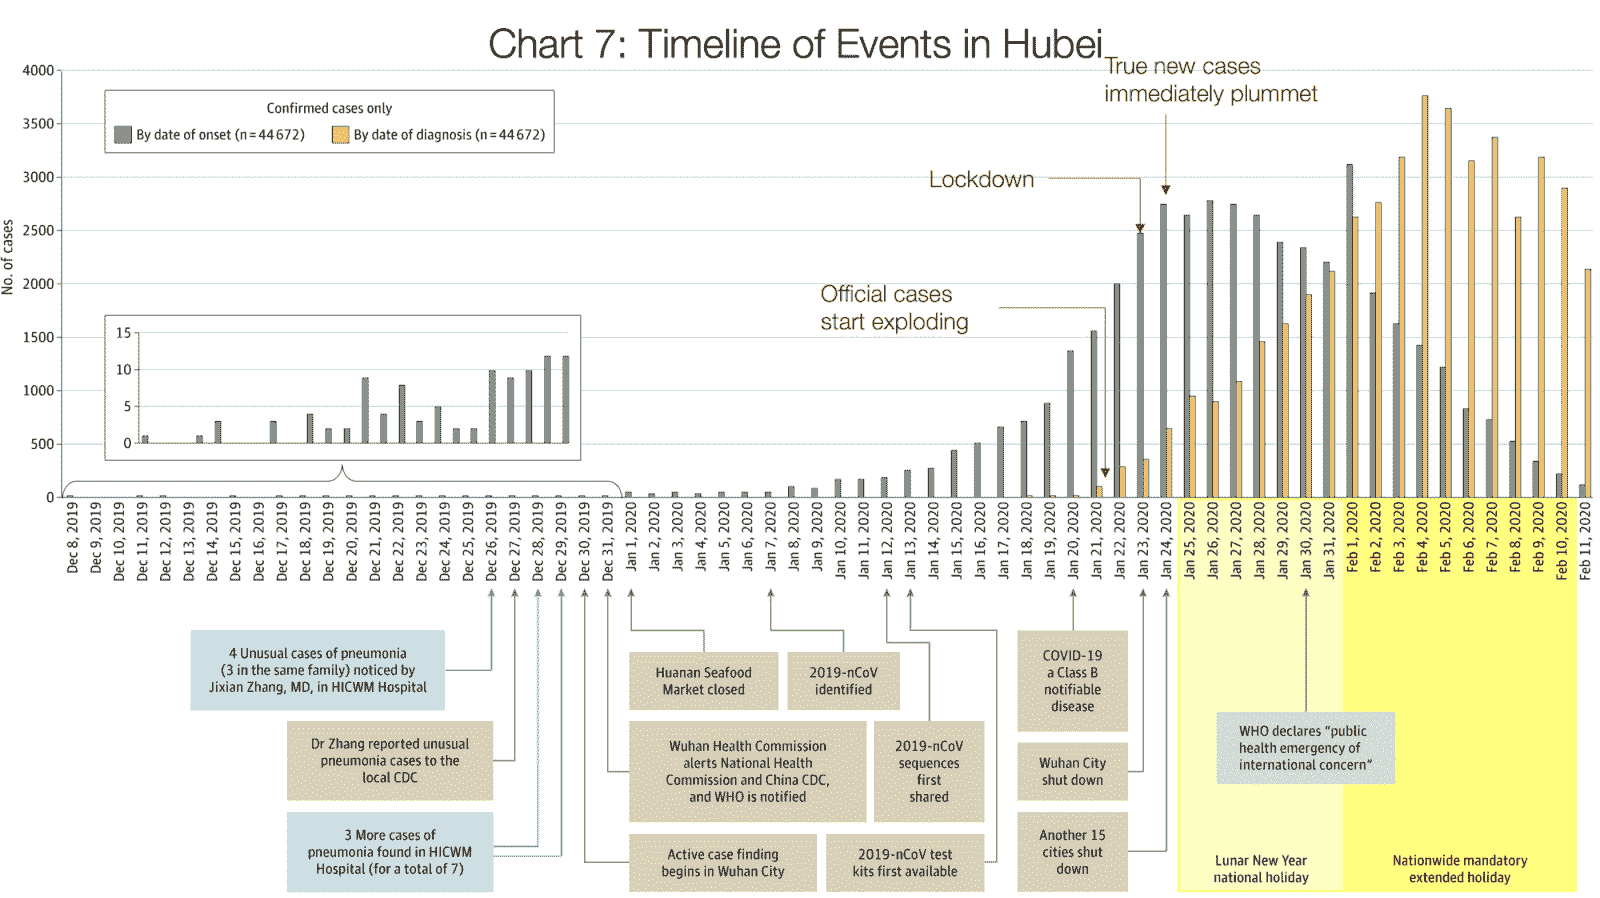 Chart 7: Timeline of Events in Hubei
True new cases
immediately plummet
Lockdown
Official cases
start exploding
Confirmed cases only
By date of onset (n=44672)
By date of diagnosis (n=44672)
No. of cases
4000
3500
3000
2500
2000
1500
1000
500
0
15
10
5
0
Dec 8, 2019
Dec 9, 2019
Dec 10, 2019
Dec 11, 2019
Dec 12, 2019
Dec 13, 2019
Dec 14, 2019
Dec 15, 2019
Dec 16, 2019
Dec 17, 2019
Dec 18, 2019
Dec 19, 2019
Dec 20, 2019
Dec 21, 2019
Dec 22, 2019
Dec 23, 2019
Dec 24, 2019
Dec 25, 2019
Dec 26, 2019
Dec 27, 2019
Dec 28, 2019
Dec 29, 2019
Dec 30, 2019
Dec 31, 2019
Jan 1, 2020
Jan 2, 2020
Jan 3, 2020
Jan 4, 2020
Jan 5, 2020
Jan 6, 2020
Jan 7, 2020
Jan 8, 2020
Jan 9, 2020
Jan 10, 2020
Jan 11, 2020
Jan 12, 2020
Jan 13, 2020
Jan 14, 2020
Jan 15, 2020
Jan 16, 2020
Jan 17, 2020
Jan 18, 2020
Jan 19, 2020
Jan 20, 2020
Jan 21, 2020
Jan 22, 2020
Jan 23, 2020
Jan 24, 2020
Jan 25, 2020
Jan 26, 2020
Jan 27, 2020
Jan 28, 2020
Jan 29, 2020
Jan 30, 2020
Jan 31, 2020
Feb 1, 2020
Feb 2, 2020
Feb 3, 2020
Feb 4, 2020
Feb 5, 2020
Feb 6, 2020
Feb 7, 2020
Feb 8, 2020
Feb 9, 2020
Feb 10, 2020
Feb 11, 2020
4 Unusual cases of pneumonia
(3 in the same family) noticed by
Jixian Zhang, MD, in HICWM Hospital
Dr Zhang reported unusual
pneumonia cases to the
local CDC
3 More cases of
pneumonia found in HICWM
Hospital (for a total of 7)
Huanan Seafood
Market closed
2019-nCoV
identified
Wuhan Health Commission
alerts National Health
Commission and China CDC,
and WHO is notified
2019-nCoV
sequences
first
shared
Active case finding
begins in Wuhan City
2019-nCoV test
kits first available
COVID-19
a Class B
notifiable
disease
Wuhan City
shut down
Another 15
cities shut
down
WHO declares "public
health emergency of
international concern"
Lunar New Year
national holiday
Nationwide mandatory
extended holiday